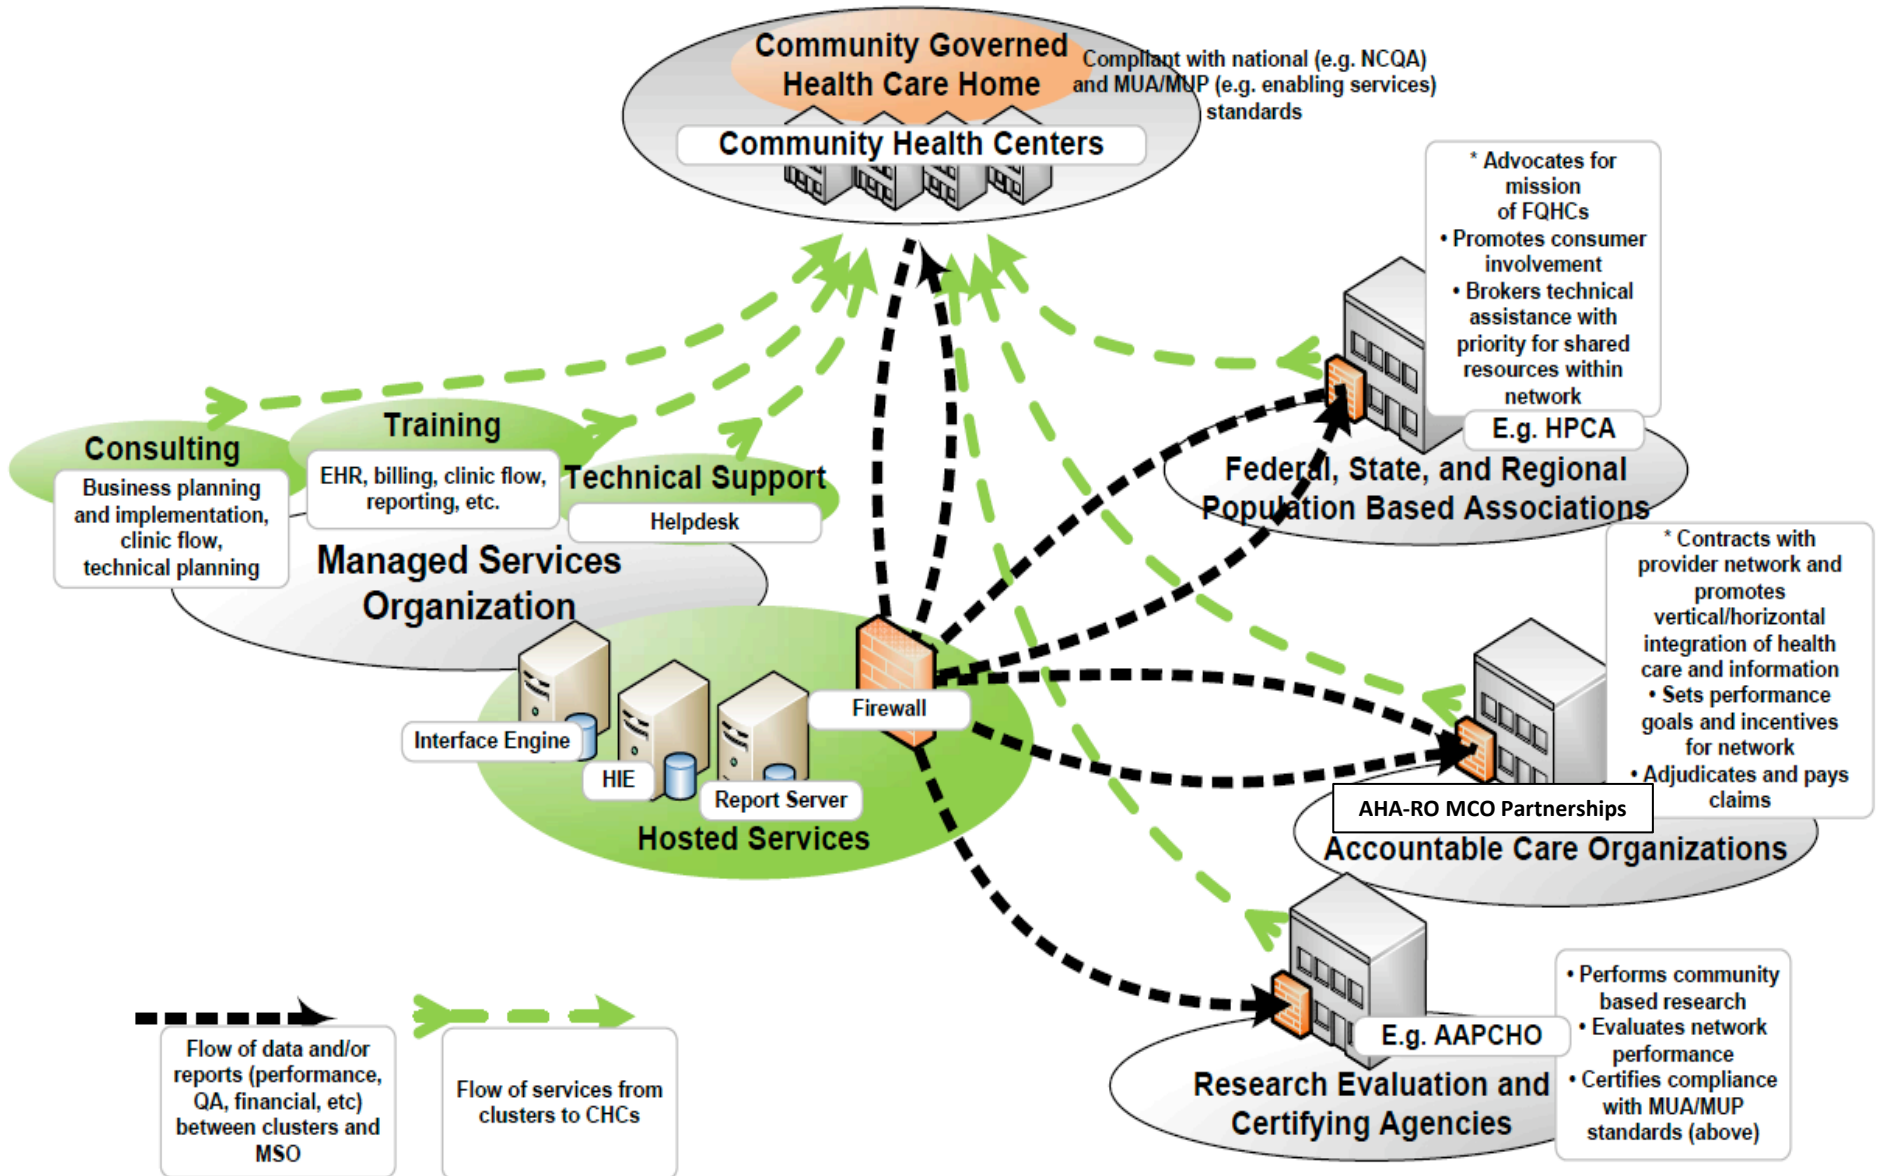 Community Governed
Health Care Home
Compliant with national (e.g. NCQA)
and MUA/MUP (e.g. enabling services)
standards
Community Health Centers
* Advocates for
mission
of FQHCs
• Promotes consumer
involvement
• Brokers technical
assistance with
priority for shared
resources within
network
E.g. HPCA
Federal, State, and Regional
Population Based Associations
Consulting
Business planning
and implementation,
clinic flow,
technical planning
Training
EHR, billing, clinic flow,
reporting, etc.
Technical Support
Helpdesk
Managed Services
Organization
* Contracts with
provider network and
promotes
vertical/horizontal
integration of health
care and information
• Sets performance
goals and incentives
for network
• Adjudicates and pays
claims
AHA-RO MCO Partnerships
Accountable Care Organizations
Firewall
Interface Engine
HIE
Report Server
Hosted Services
E.g. AAPCHO
Research Evaluation and
Certifying Agencies
• Performs community
based research
• Evaluates network
performance
• Certifies compliance
with MUA/MUP
standards (above)
Flow of data and/or
reports (performance,
QA, financial, etc)
between clusters and
MSO
Flow of services from
clusters to CHCs